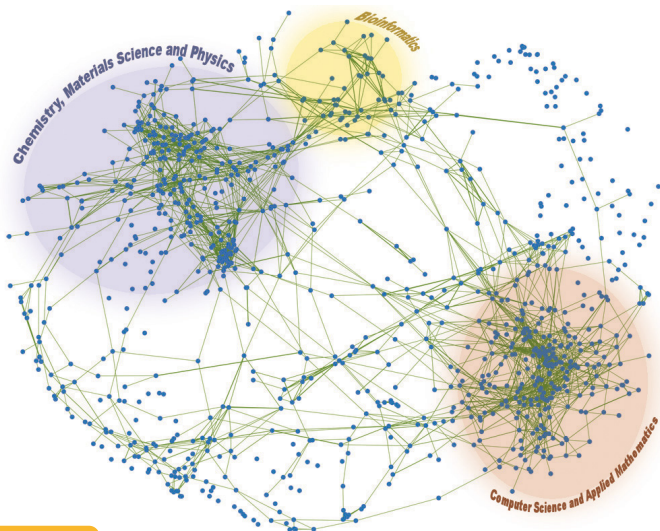 Bioinformatics
Chemistry, Materials Science and Physics
Computer Science and Applied Mathematics